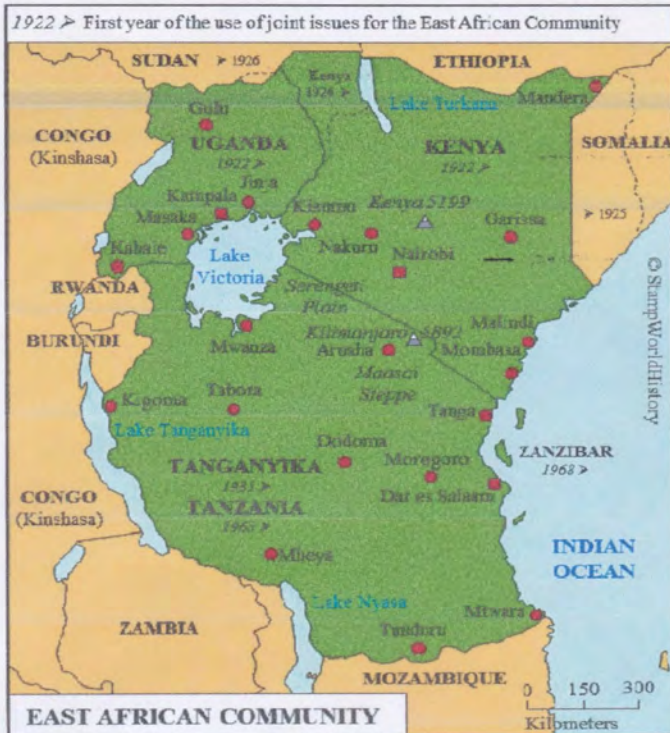 1922 ➤ First year of the use of joint issues for the East African Community
SUDAN ➤ 1926
ETHIOPIA
Kenya
Lake Turkana
Mandera
Gulu
CONGO
(Kinshasa)
UGANDA
1922 ➤
KENYA
1922 ➤
SOMALIA
➤ 1925
Kampala
Jinja
Masaka
Kisumu
Kenya 5199
Garissa
Nakuru
Nairobi
Kabale
Lake
Victoria
RWANDA
Serengeti
Plain
BURUNDI
Mwanza
Kilimanjaro 5892
Arusha
Malindi
Mombasa
Maasai
Steppe
Kigoma
Tabora
Tanga
Lake Tanganyika
Dodoma
Morogoro
ZANZIBAR
1968 ➤
TANGANYIKA
Dar es Salaam
TANZANIA
1965 ➤
CONGO
(Kinshasa)
Mbeya
INDIAN
OCEAN
Lake Nyasa
Mtwara
ZAMBIA
Tunduru
MOZAMBIQUE
0 150 300
Kilometers
EAST AFRICAN COMMUNITY
© StampWorldHistory